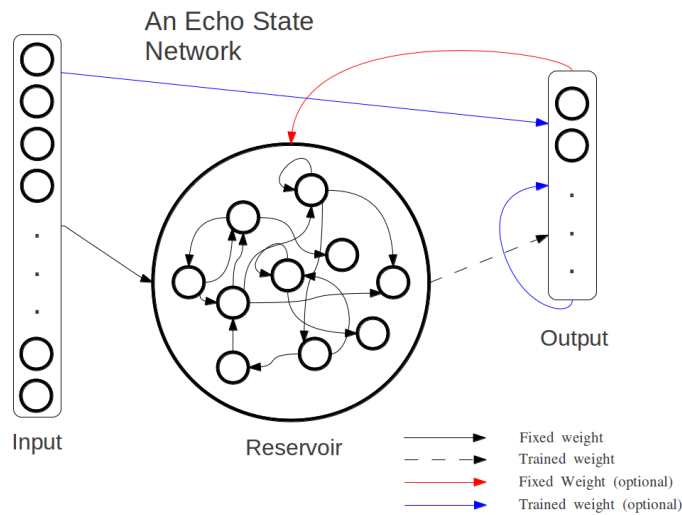 An Echo State
Network
Input
Reservoir
Output
Fixed weight
Trained weight
Fixed Weight (optional)
Trained weight (optional)